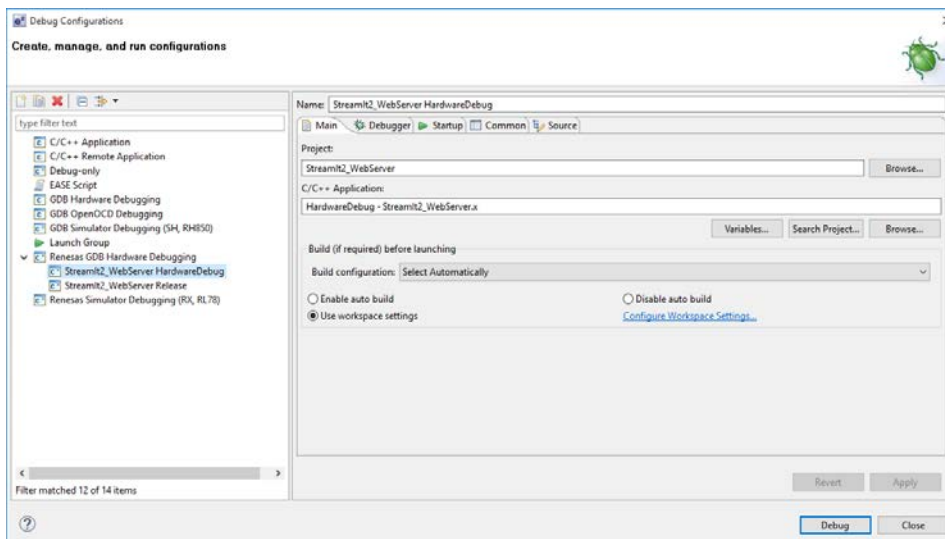 Debug Configurations
Create, manage, and run configurations
type filter text
C/C++ Application
C/C++ Remote Application
Debug-only
EASE Script
GDB Hardware Debugging
GDB OpenOCD Debugging
GDB Simulator Debugging (SH, RH850)
Launch Group
Renesas GDB Hardware Debugging
StreamIt2_WebServer HardwareDebug
StreamIt2_WebServer Release
Renesas Simulator Debugging (RX, RL78)
Filter matched 12 of 14 items
Name: StreamIt2_WebServer HardwareDebug
Main Debugger Startup Common Source
Project:
StreamIt2_WebServer Browse...
C/C++ Application:
HardwareDebug - StreamIt2_WebServer.x
Variables... Search Project... Browse...
Build (if required) before launching
Build configuration: Select Automatically
Enable auto build Disable auto build
Use workspace settings Configure Workspace Settings...
Revert Apply
Debug Close